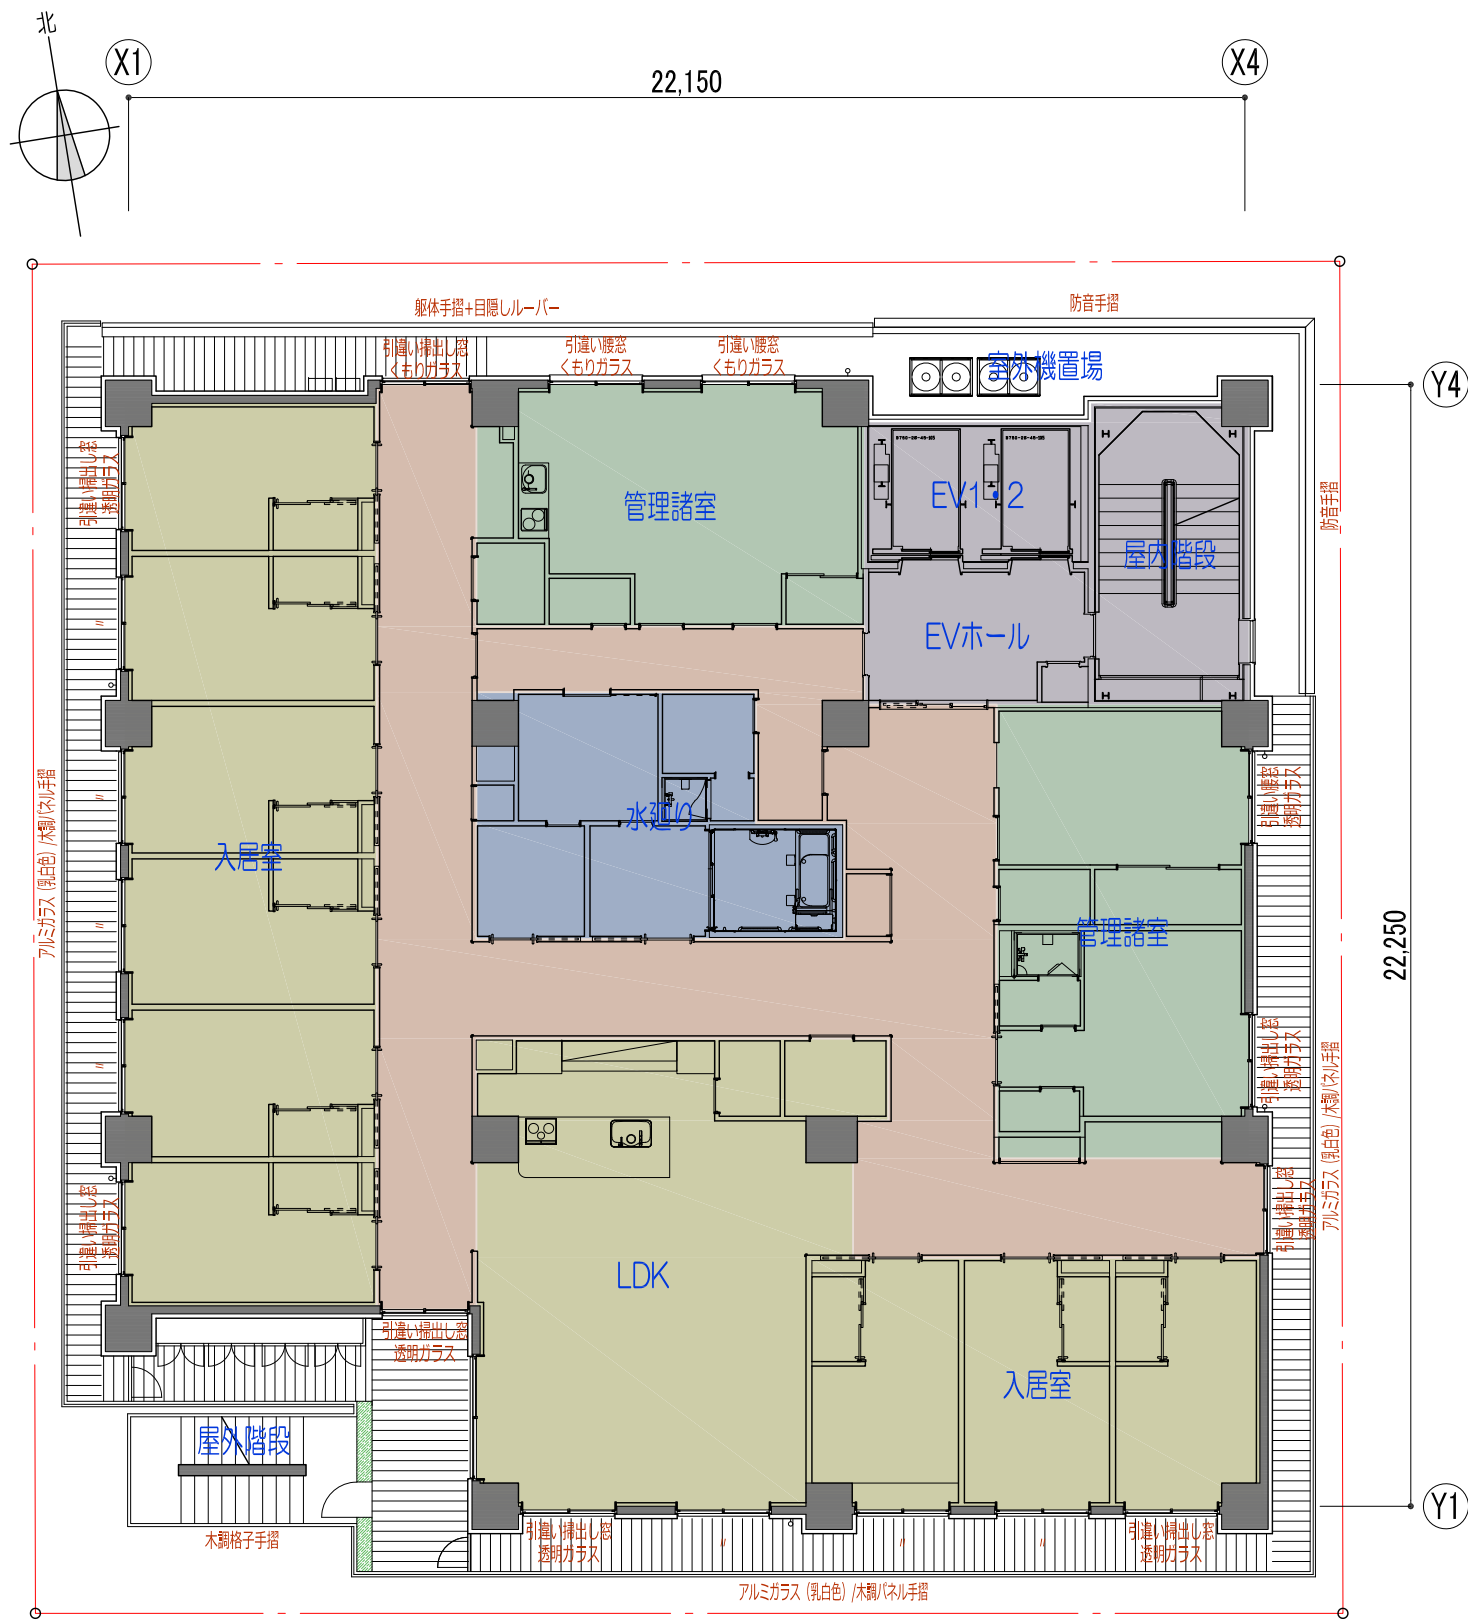 北
X1
X4
22,150
躯体手摺+目隠しルーバー
防音手摺
引違い掃出し窓
くもりガラス
引違い腰窓
くもりガラス
引違い腰窓
くもりガラス
室外機置場
Y4
引違い掃出し窓
透明ガラス
管理諸室
EV1・2
防音手摺
屋内階段
〃
EVホール
〃
アルミガラス (乳白色) /木調パネル手摺
水廻り
引違い腰窓
透明ガラス
入居室
〃
管理諸室
22,250
〃
引違い掃出し窓
透明ガラス
アルミガラス (乳白色) /木調パネル手摺
引違い掃出し窓
透明ガラス
引違い掃出し窓
透明ガラス
LDK
引違い掃出し窓
透明ガラス
入居室
屋外階段
木調格子手摺
引違い掃出し窓
透明ガラス
〃
〃
〃
引違い掃出し窓
透明ガラス
Y1
アルミガラス (乳白色) /木調パネル手摺